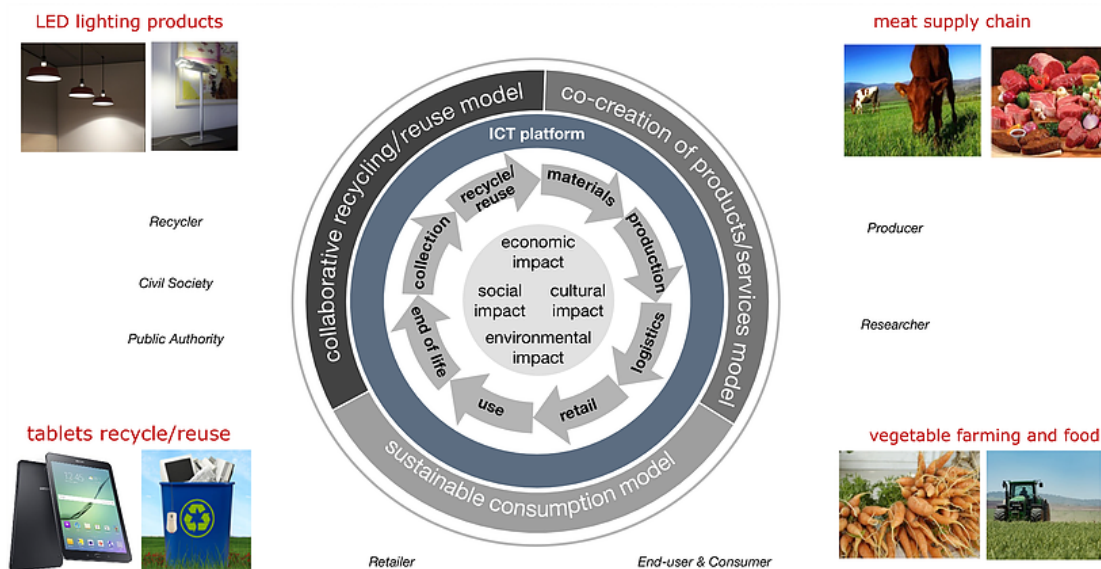 LED lighting products
meat supply chain
collaborative recycling/reuse model
co-creation of products/services model
ICT platform
recycle/
reuse
materials
production
logistics
retail
use
end of life
collection
economic
impact
social
impact
cultural
impact
environmental
impact
sustainable consumption model
Recycler
Civil Society
Public Authority
Producer
Researcher
tablets recycle/reuse
vegetable farming and food
Retailer
End-user & Consumer